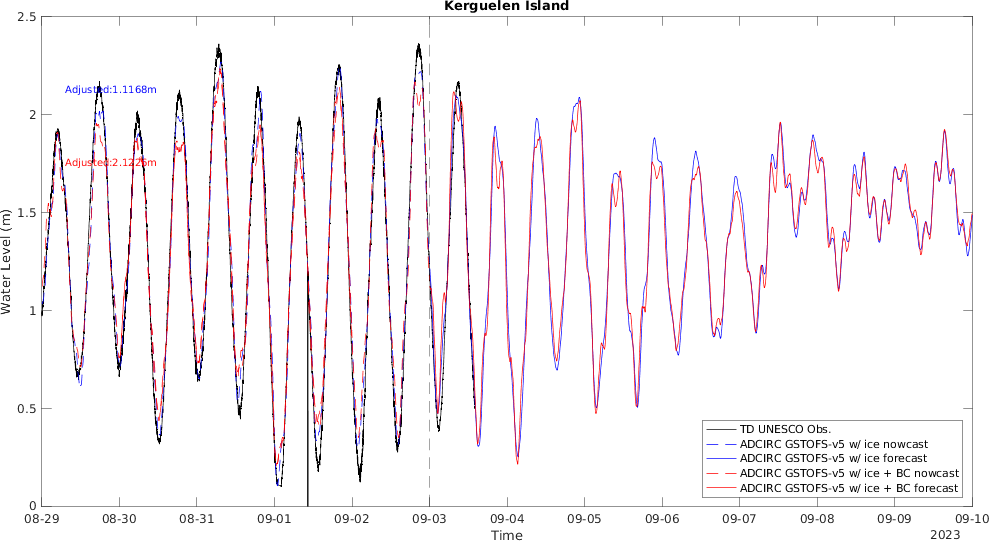 Kerguelen Island
2.5
2
1.5
1
0.5
0
Water Level (m)
Adjusted:1.1168m
Adjusted:2.1226m
TD UNESCO Obs.
ADCIRC GSTOFS-v5 w/ ice nowcast
ADCIRC GSTOFS-v5 w/ ice forecast
ADCIRC GSTOFS-v5 w/ ice + BC nowcast
ADCIRC GSTOFS-v5 w/ ice + BC forecast
08-29 08-30 08-31 09-01 09-02 09-03 09-04 09-05 09-06 09-07 09-08 09-09 09-10
Time
2023